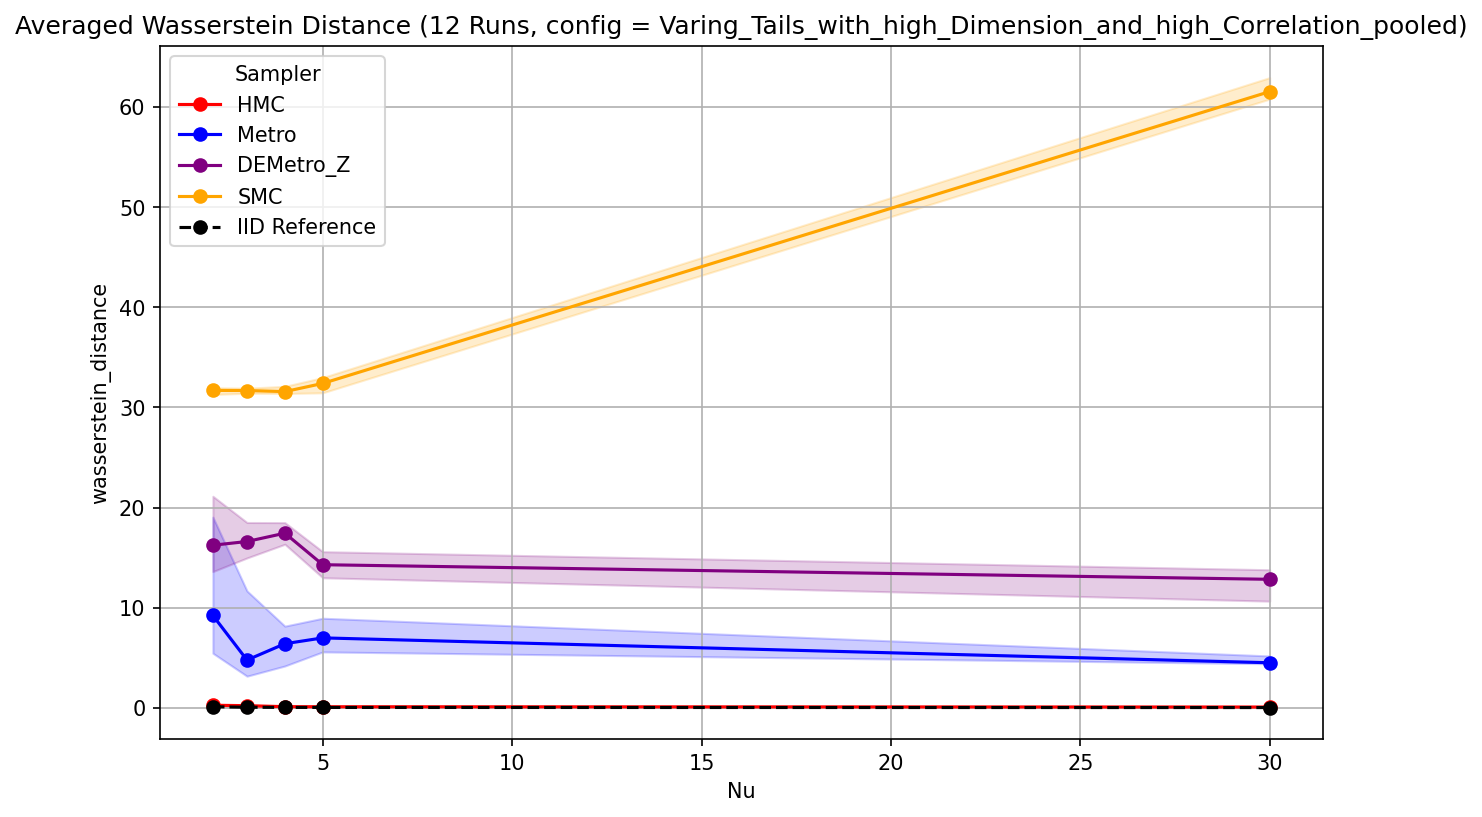 Averaged Wasserstein Distance (12 Runs, config = Varing_Tails_with_high_Dimension_and_high_Correlation_pooled)
Sampler
HMC
Metro
DEMetro_Z
SMC
IID Reference
wasserstein_distance
60
50
40
30
20
10
0
5
10
15
20
25
30
Nu